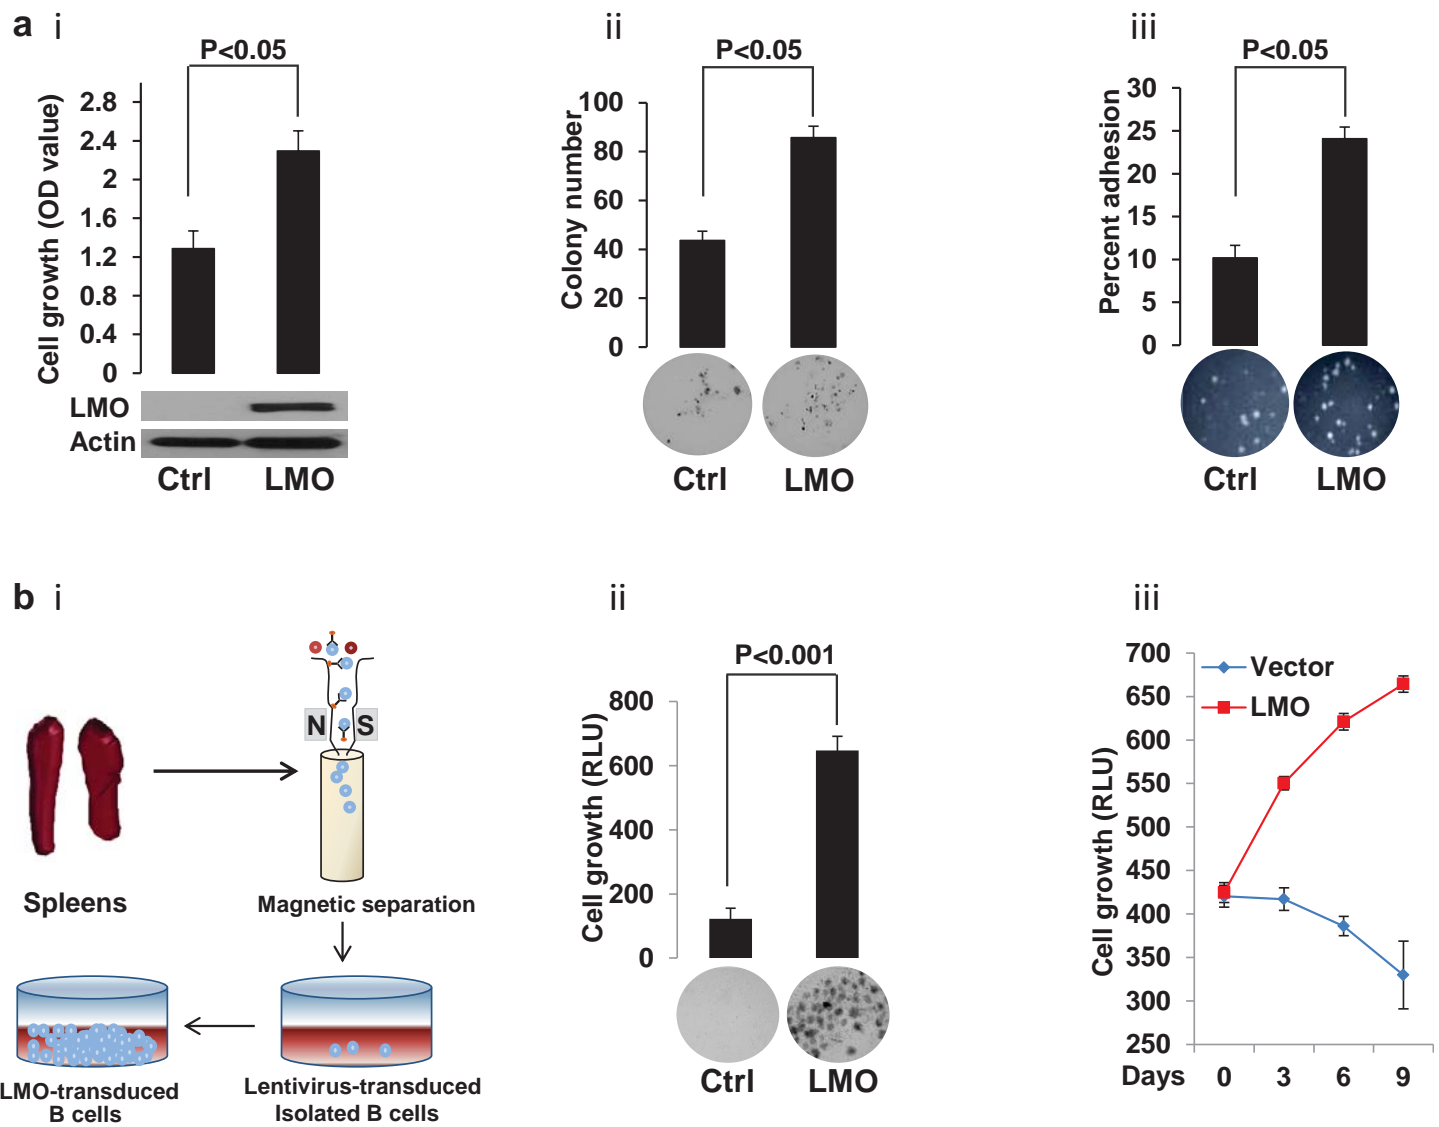 a i
P<0.05
Cell growth (OD value)
2.8
2.4
2
1.6
1.2
0.8
0.4
0
LMO
Actin
Ctrl LMO
ii
P<0.05
Colony number
100
80
60
40
20
0
Ctrl LMO
iii
P<0.05
Percent adhesion
30
25
20
15
10
5
0
Ctrl LMO
b i
N S
Spleens
Magnetic separation
LMO-transduced
B cells
Lentivirus-transduced
Isolated B cells
ii
P<0.001
Cell growth (RLU)
800
600
400
200
0
Ctrl LMO
iii
Cell growth (RLU)
700
650
600
550
500
450
400
350
300
250
Vector
LMO
Days 0 3 6 9